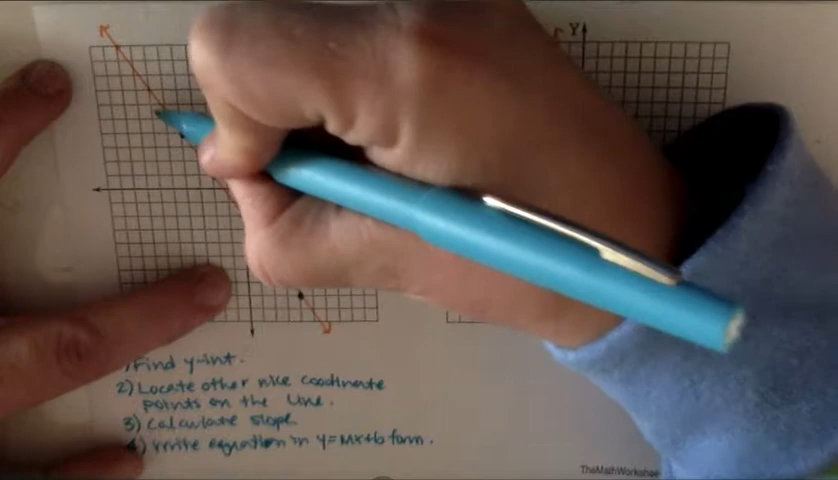 Y
1) Find y-int.
2) Locate other nice coodinate
points on the line.
3) Calculate slope
4) Write equation in y=mx+b form.
TheMathWorkshe